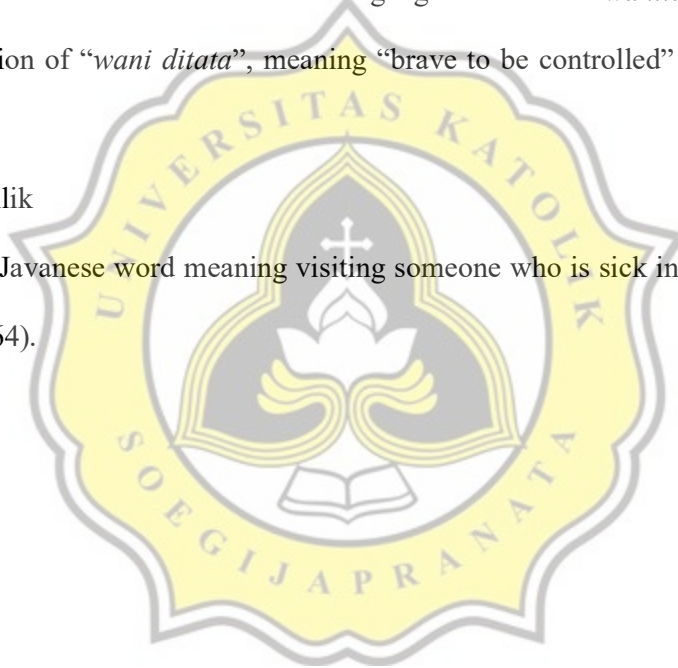 ion of “wani ditata”, meaning “brave to be controlled”
lik
Javanese word meaning visiting someone who is sick in
64).
UNIVERSITAS KATOLIK
SOEGIJAPRANATA